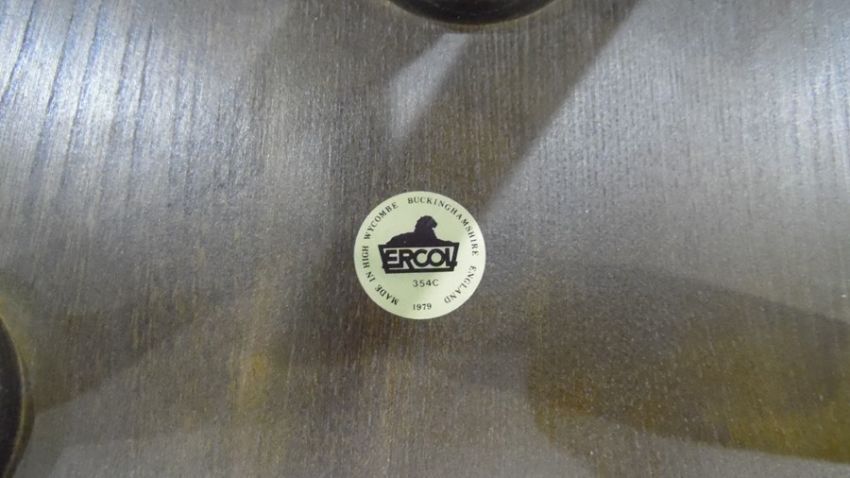 MADE IN HIGH WYCOMBE BUCKINGHAMSHIRE ENGLAND
ERCOL
354C
1979